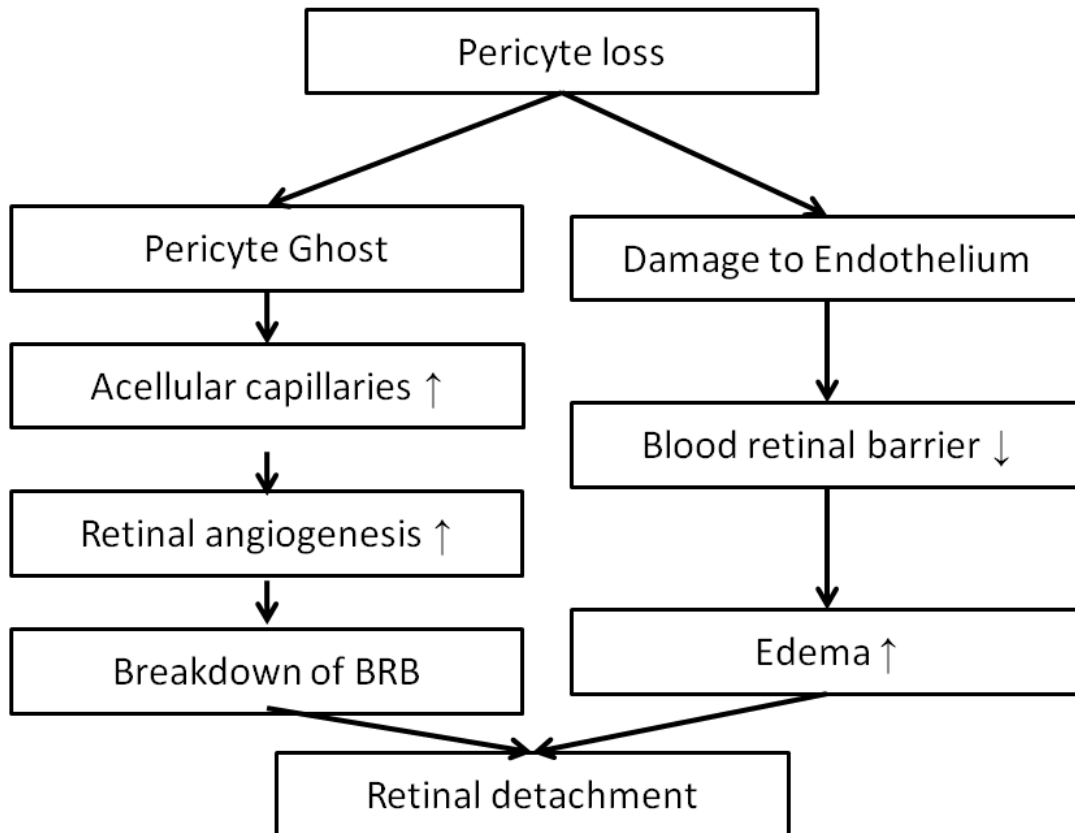 Pericyte loss
Pericyte Ghost
Damage to Endothelium
Acellular capillaries ↑
Blood retinal barrier ↓
Retinal angiogenesis ↑
Edema ↑
Breakdown of BRB
Retinal detachment